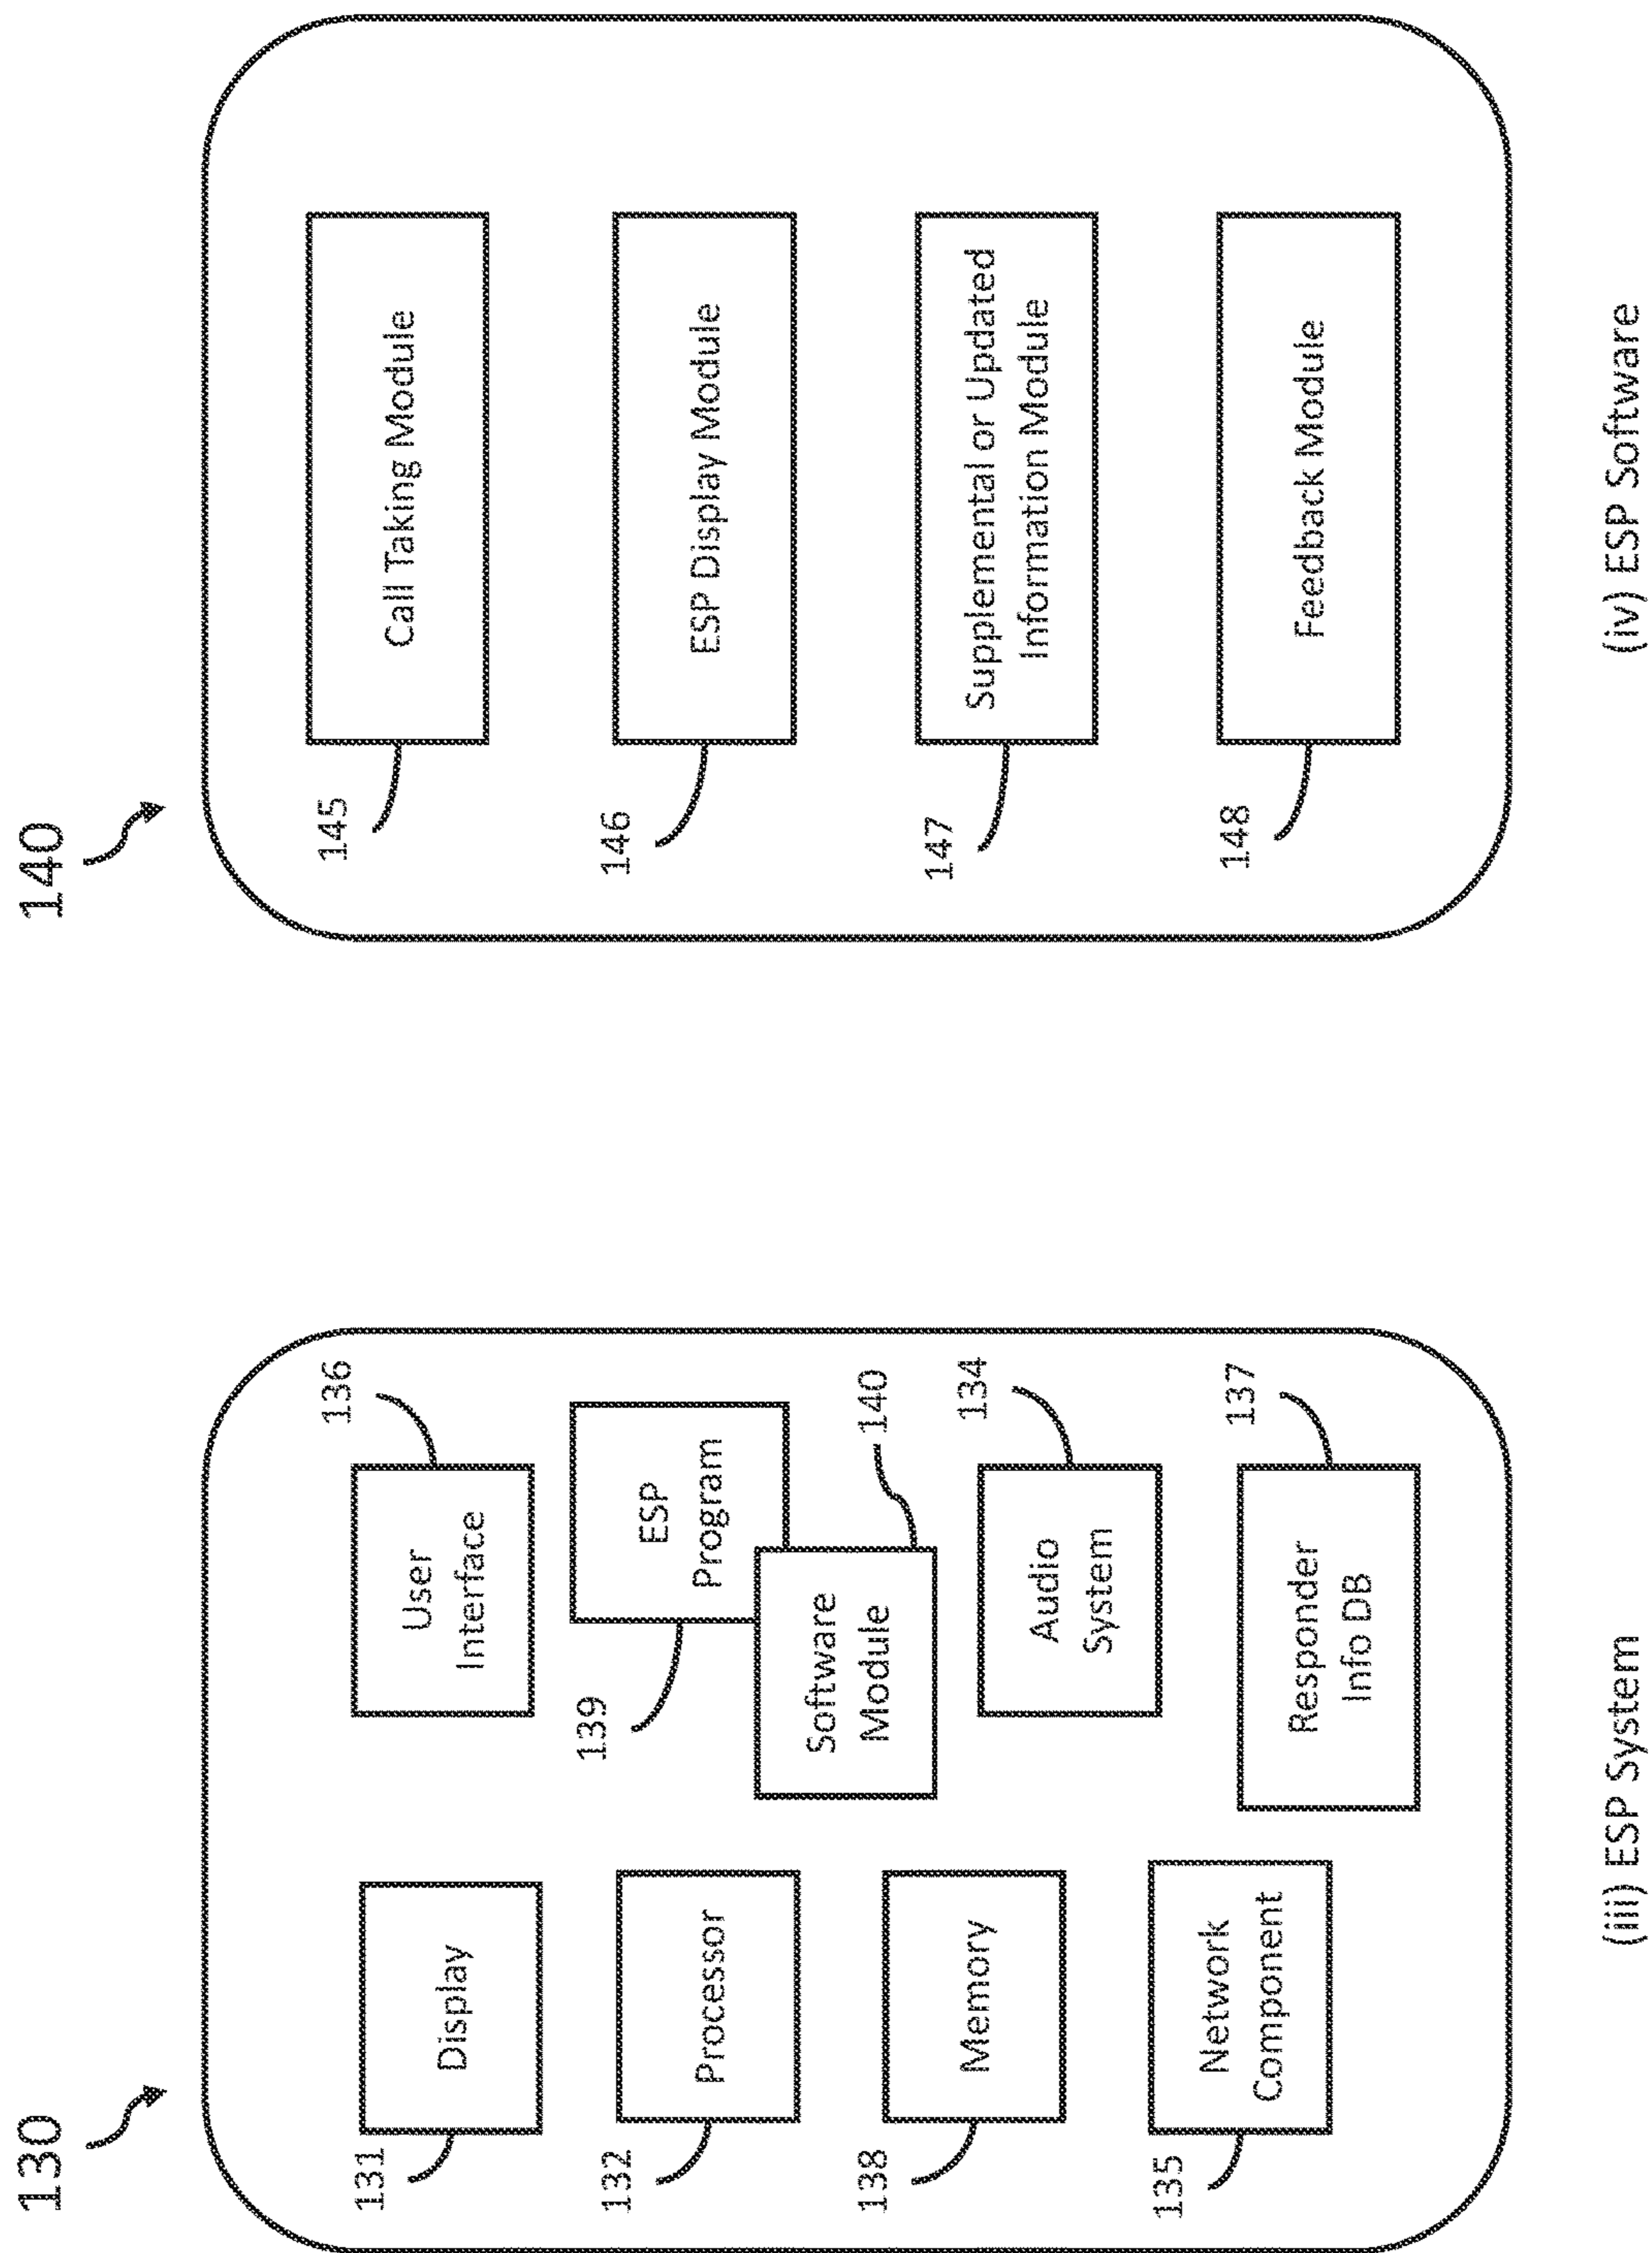 130
131
Display
132
Processor
138
Memory
135
Network
Component
136
User
Interface
139
ESP
Program
Software
Module
140
134
Audio
System
137
Responder
Info DB
(iii) ESP System
140
145
Call Taking Module
146
ESP Display Module
147
Supplemental or Updated
Information Module
148
Feedback Module
(iv) ESP Software